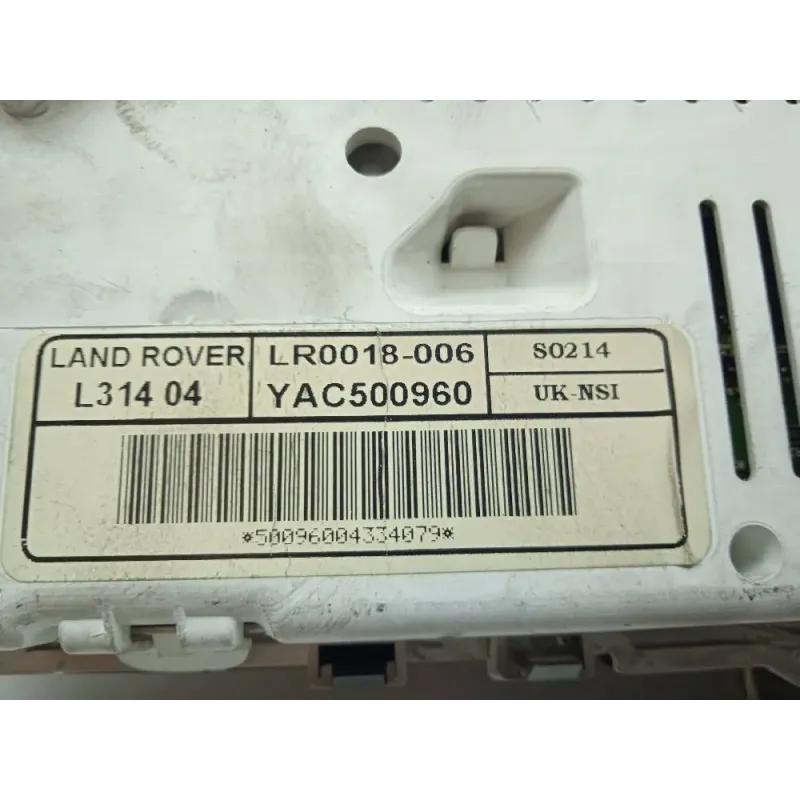 LAND ROVER LR0018-006 S0214
L314 04 YAC500960 UK-NSI
*50096004334079*